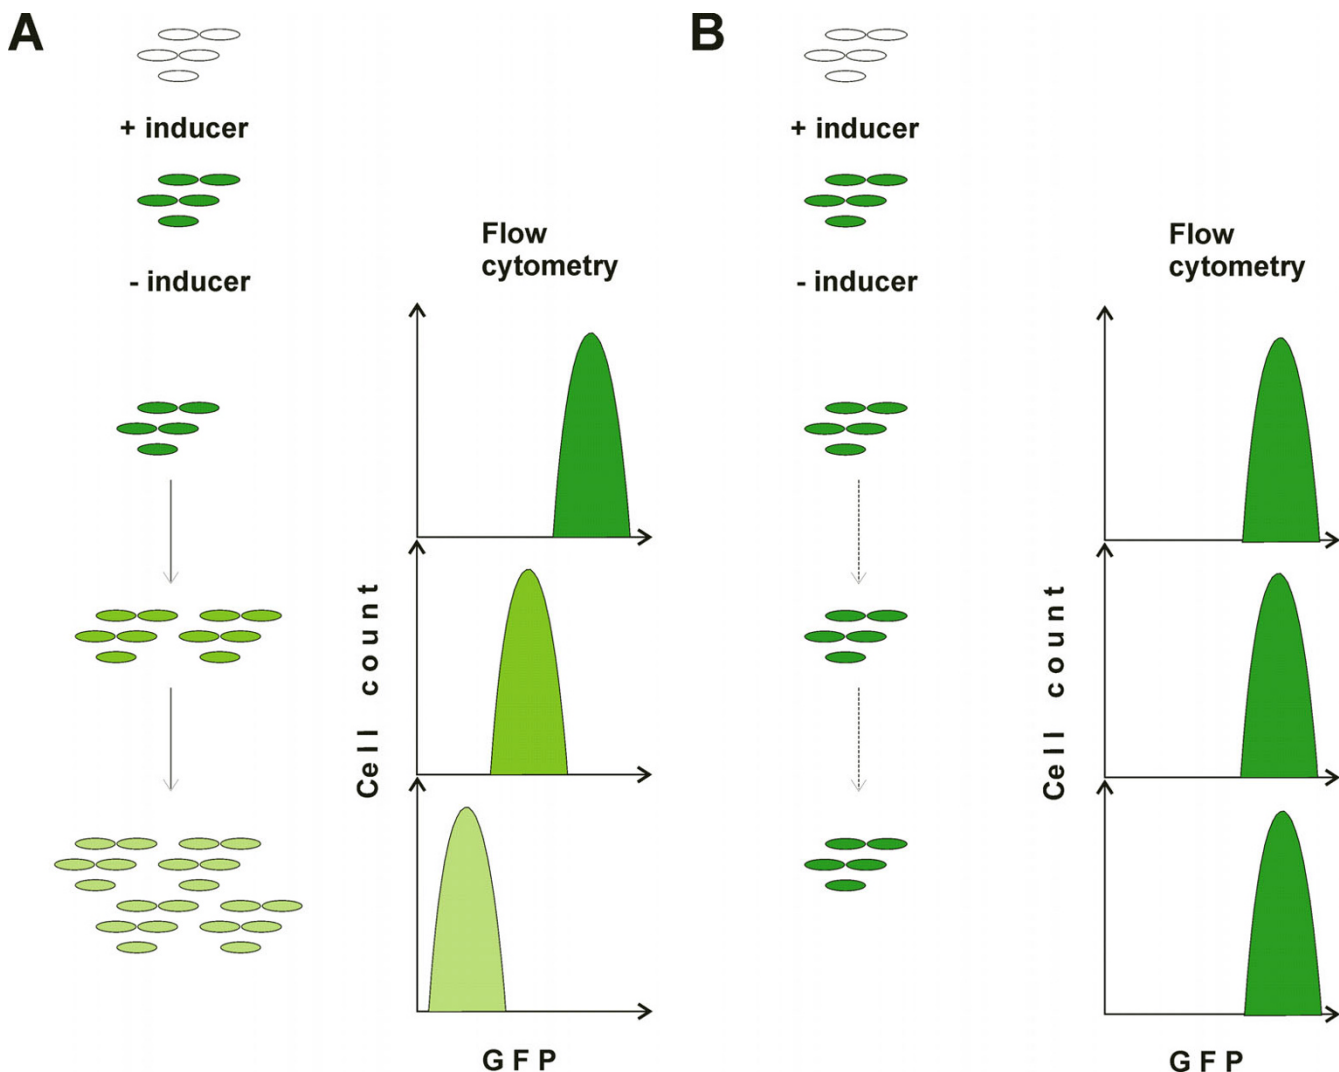 A
+ inducer
- inducer
Flow
cytometry
Cell count
GFP
B
+ inducer
- inducer
Flow
cytometry
Cell count
GFP